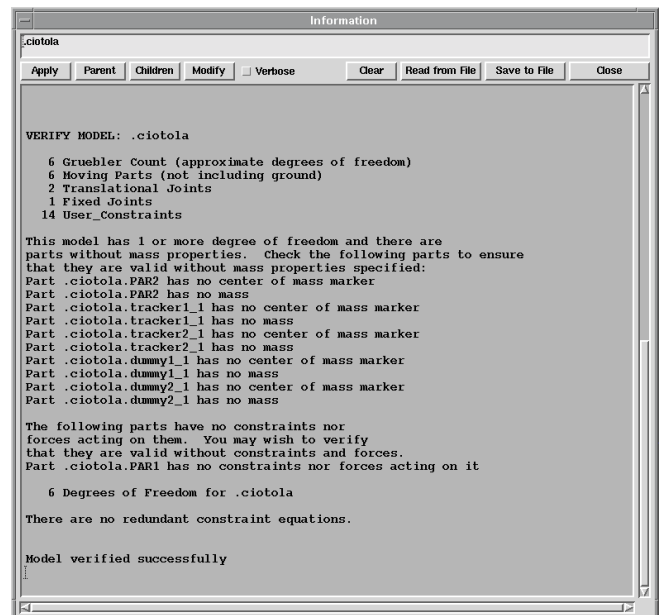 Information
.ciotola
Apply Parent Children Modify Verbose Clear Read from File Save to File Close
VERIFY MODEL: .ciotola
6 Gruebler Count (approximate degrees of freedom)
6 Moving Parts (not including ground)
2 Translational Joints
1 Fixed Joints
14 User_Constraints
This model has 1 or more degree of freedom and there are
parts without mass properties. Check the following parts to ensure
that they are valid without mass properties specified:
Part .ciotola.PAR2 has no center of mass marker
Part .ciotola.PAR2 has no mass
Part .ciotola.tracker1_1 has no center of mass marker
Part .ciotola.tracker1_1 has no mass
Part .ciotola.tracker2_1 has no center of mass marker
Part .ciotola.tracker2_1 has no mass
Part .ciotola.dummy1_1 has no center of mass marker
Part .ciotola.dummy1_1 has no mass
Part .ciotola.dummy2_1 has no center of mass marker
Part .ciotola.dummy2_1 has no mass
The following parts have no constraints nor
forces acting on them. You may wish to verify
that they are valid without constraints and forces.
Part .ciotola.PAR1 has no constraints nor forces acting on it
6 Degrees of Freedom for .ciotola
There are no redundant constraint equations.
Model verified successfully